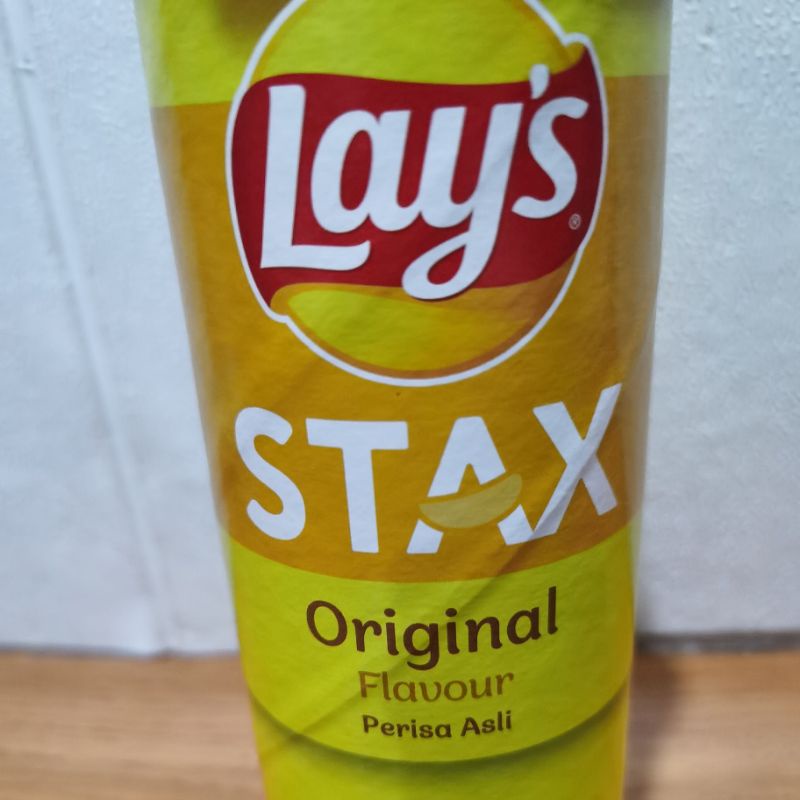 Lay's ®
STAX
Original
Flavour
Perisa Asli